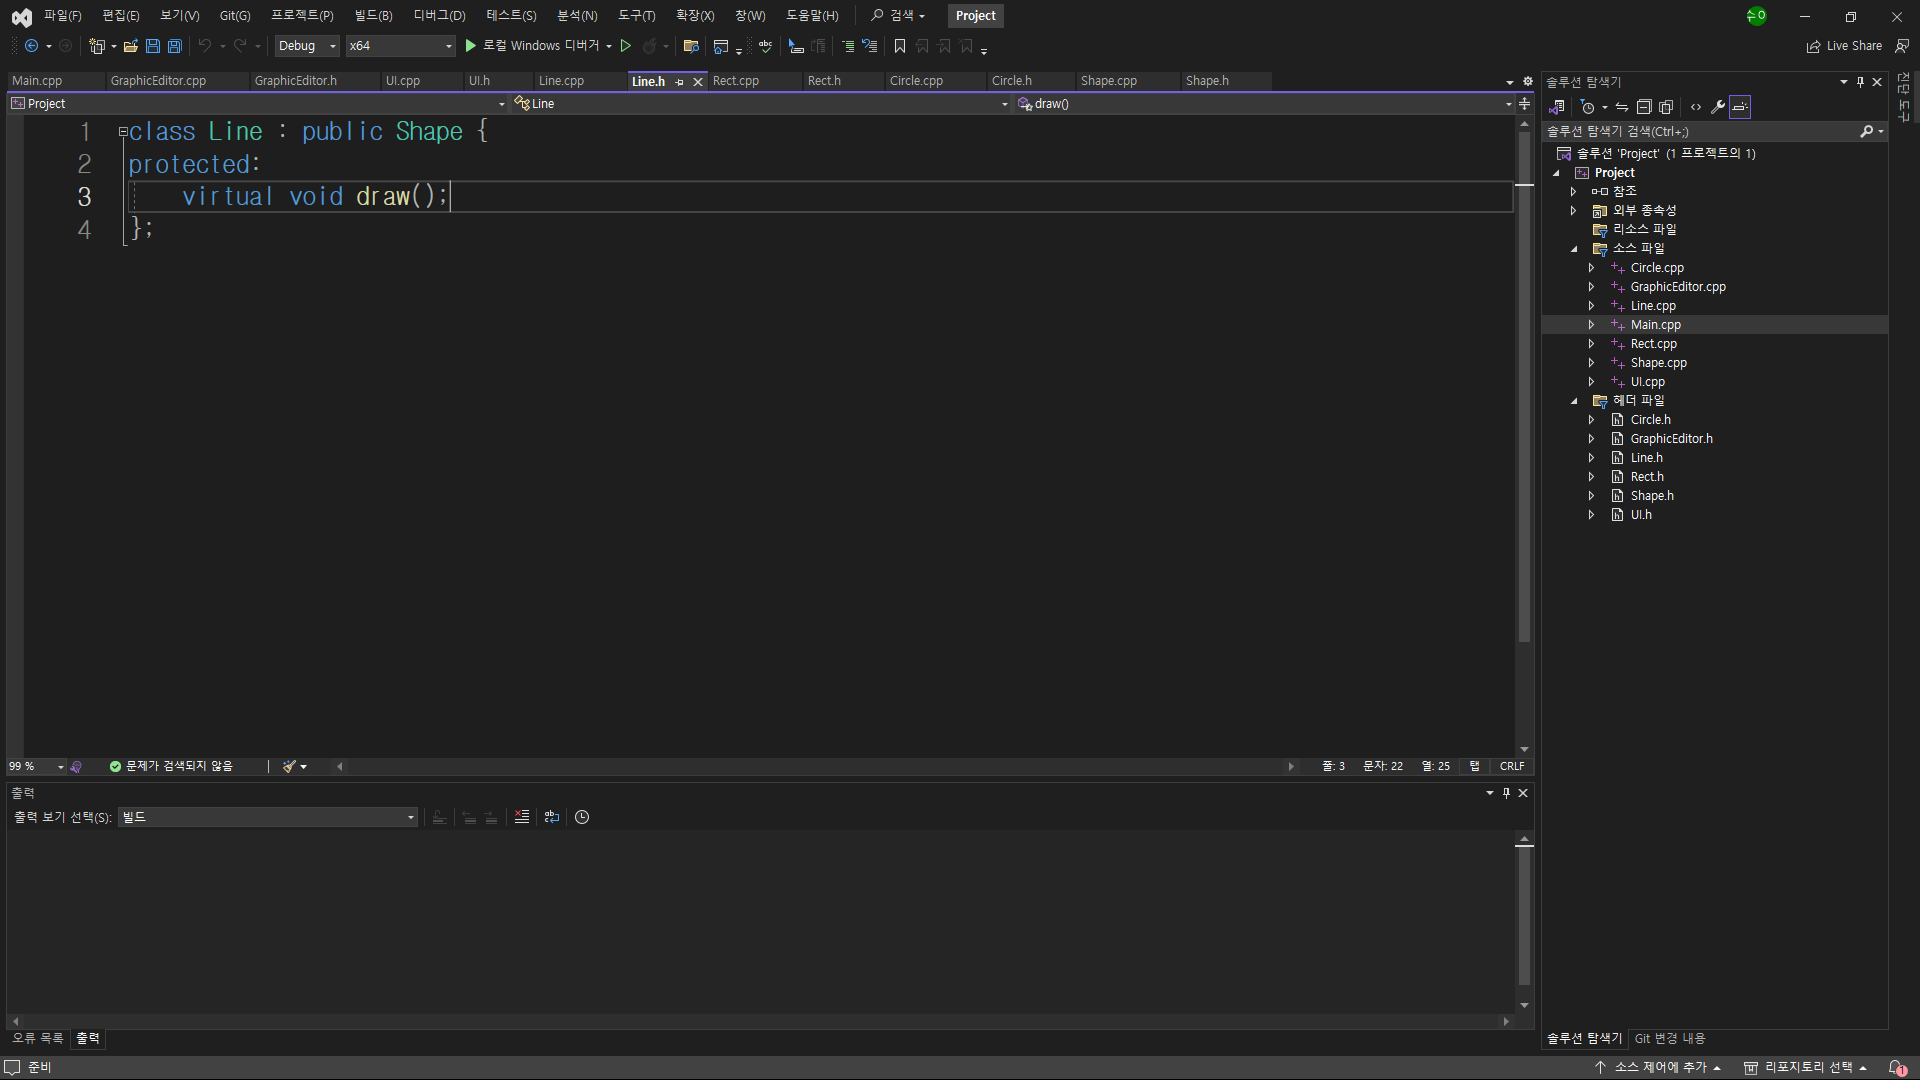 파일(F) 편집(E) 보기(V) Git(G) 프로젝트(P) 빌드(B) 디버그(D) 테스트(S) 분석(N) 도구(T) 확장(X) 창(W) 도움말(H) 검색 Project
Debug x64 로컬 Windows 디버거 Live Share
Main.cpp GraphicEditor.cpp GraphicEditor.h UI.cpp UI.h Line.cpp Line.h Rect.cpp Rect.h Circle.cpp Circle.h Shape.cpp Shape.h
Project Line draw()
1 class Line : public Shape {
2 protected:
3 virtual void draw();
4 };
99 % 문제가 검색되지 않음 줄: 3 문자: 22 열: 25 탭 CRLF
출력
출력 보기 선택(S): 빌드
오류 목록 출력
솔루션 탐색기
솔루션 탐색기 검색(Ctrl+;)
솔루션 'Project' (1 프로젝트의 1)
Project
참조
외부 종속성
리소스 파일
소스 파일
Circle.cpp
GraphicEditor.cpp
Line.cpp
Main.cpp
Rect.cpp
Shape.cpp
UI.cpp
헤더 파일
Circle.h
GraphicEditor.h
Line.h
Rect.h
Shape.h
UI.h
솔루션 탐색기 Git 변경 내용
진단 도구
준비 소스 제어에 추가 리포지토리 선택 1